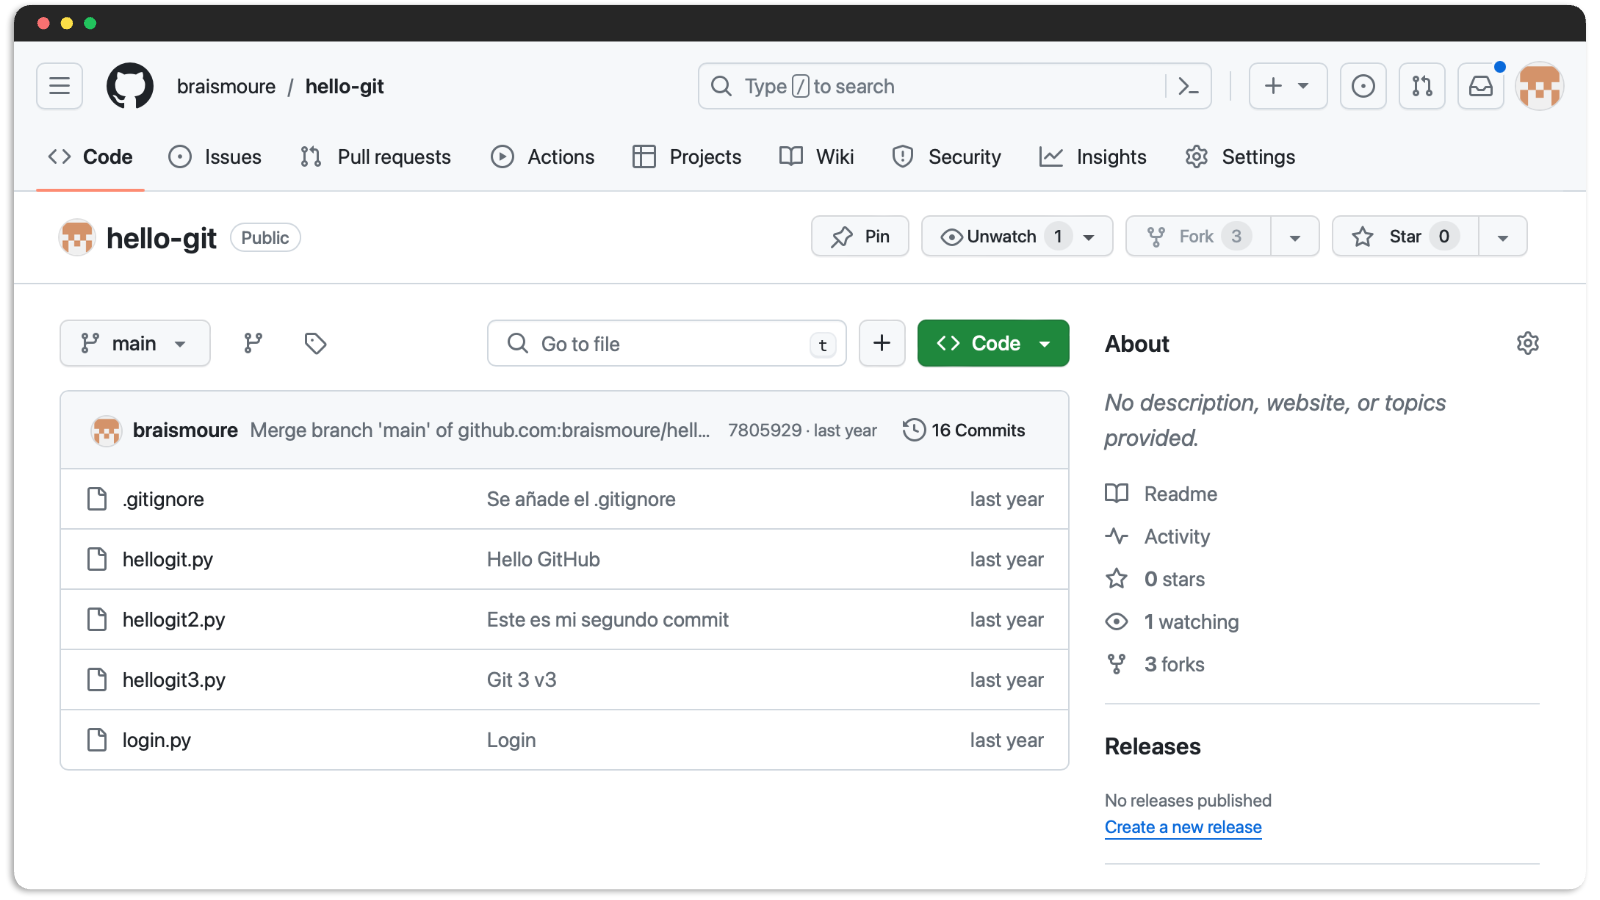 braismoure / hello-git
Type / to search
Code Issues Pull requests Actions Projects Wiki Security Insights Settings
hello-git Public
Pin Unwatch 1 Fork 3 Star 0
main Go to file t + Code
braismoure Merge branch 'main' of github.com:braismoure/hell... 7805929 · last year 16 Commits
.gitignore Se añade el .gitignore last year
hellogit.py Hello GitHub last year
hellogit2.py Este es mi segundo commit last year
hellogit3.py Git 3 v3 last year
login.py Login last year
About
No description, website, or topics
provided.
Readme
Activity
0 stars
1 watching
3 forks
Releases
No releases published
Create a new release